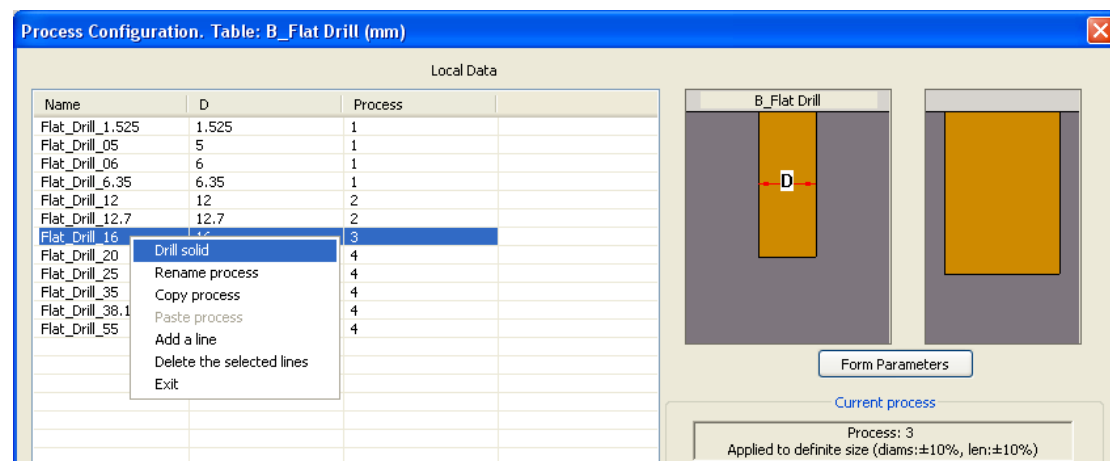 Process Configuration. Table: B_Flat Drill (mm)
Local Data
Name D Process
Flat_Drill_1.525 1.525 1
Flat_Drill_05 5 1
Flat_Drill_06 6 1
Flat_Drill_6.35 6.35 1
Flat_Drill_12 12 2
Flat_Drill_12.7 12.7 2
Flat_Drill_16 16 3
Flat_Drill_20 4
Flat_Drill_25 4
Flat_Drill_35 4
Flat_Drill_38.1 4
Flat_Drill_55 4
Drill solid
Rename process
Copy process
Paste process
Add a line
Delete the selected lines
Exit
B_Flat Drill
D
Form Parameters
Current process
Process: 3
Applied to definite size (diams:±10%, len:±10%)